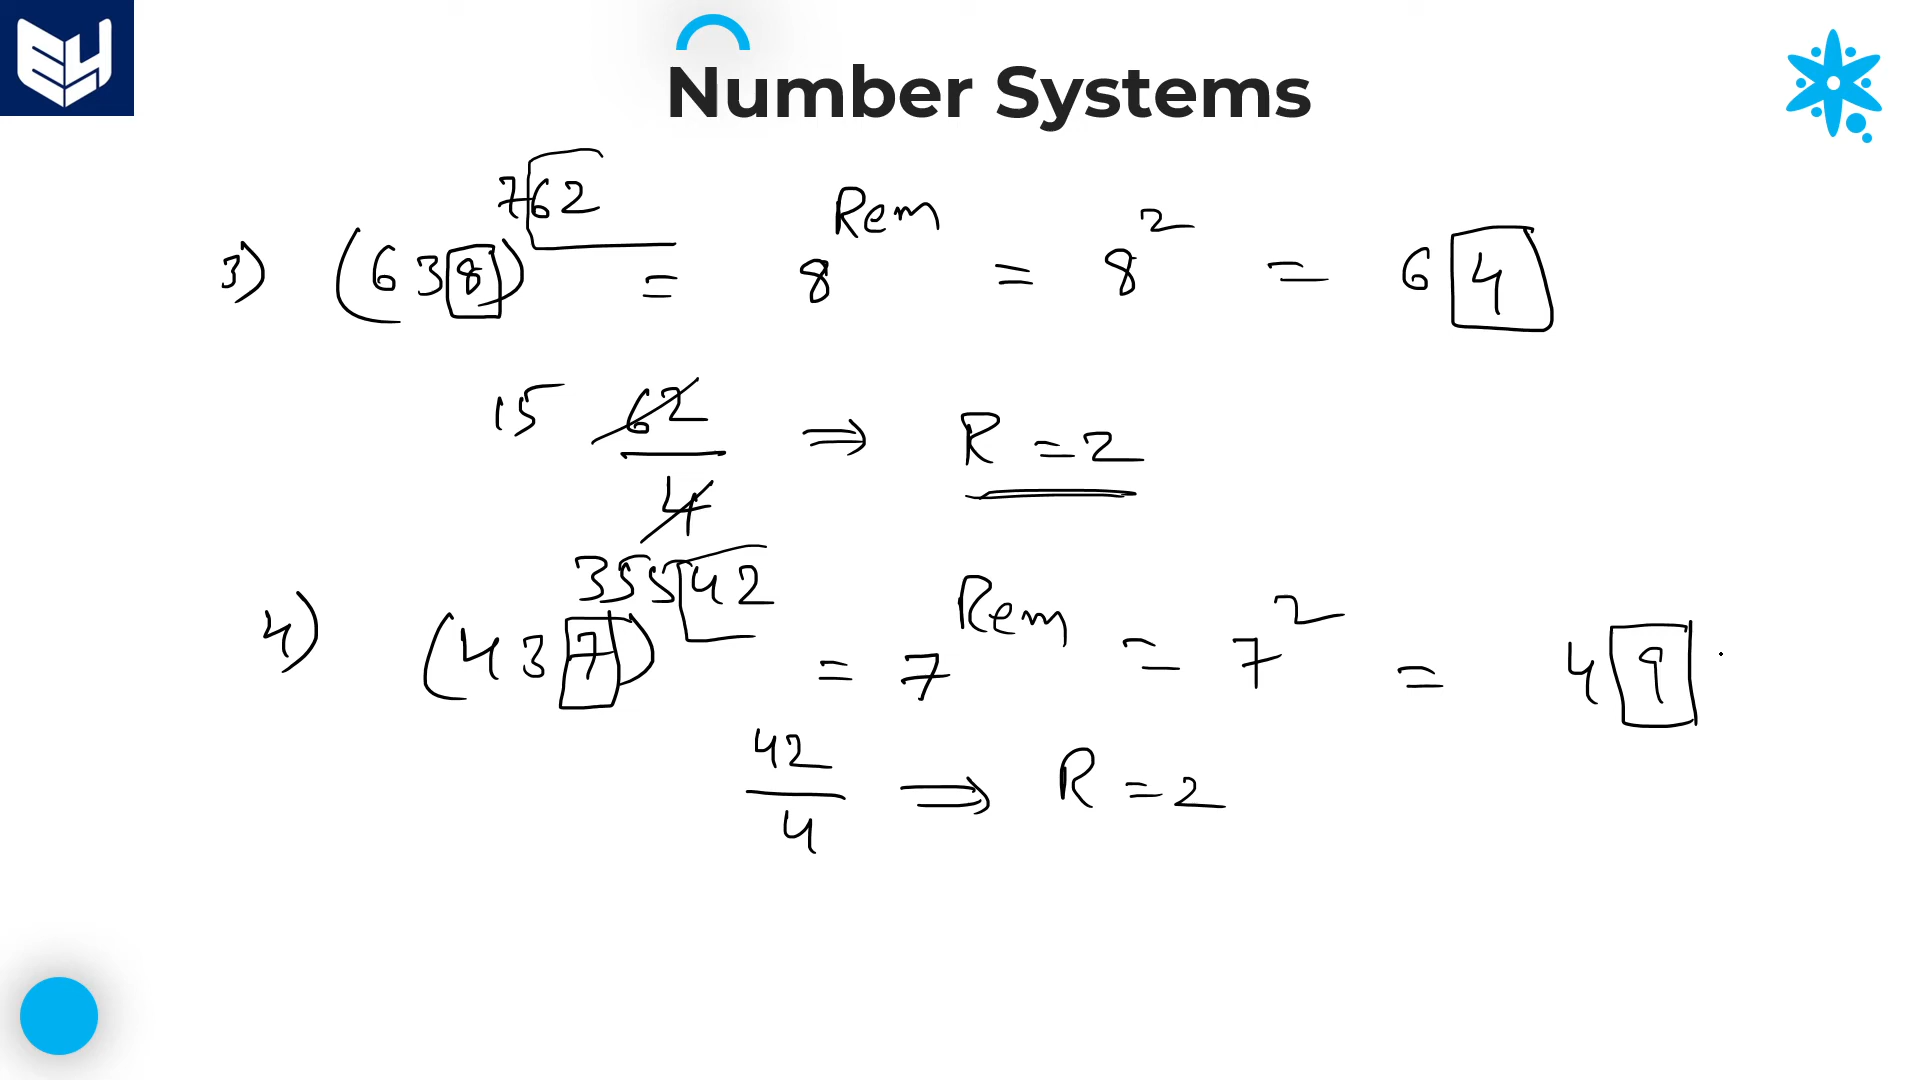 Number Systems
3) (638)^762 = 8^Rem = 8^2 = 64
15 62/4 ⇒ R = 2
4) (437)^35542 = 7^Rem = 7^2 = 49
42/4 ⇒ R = 2